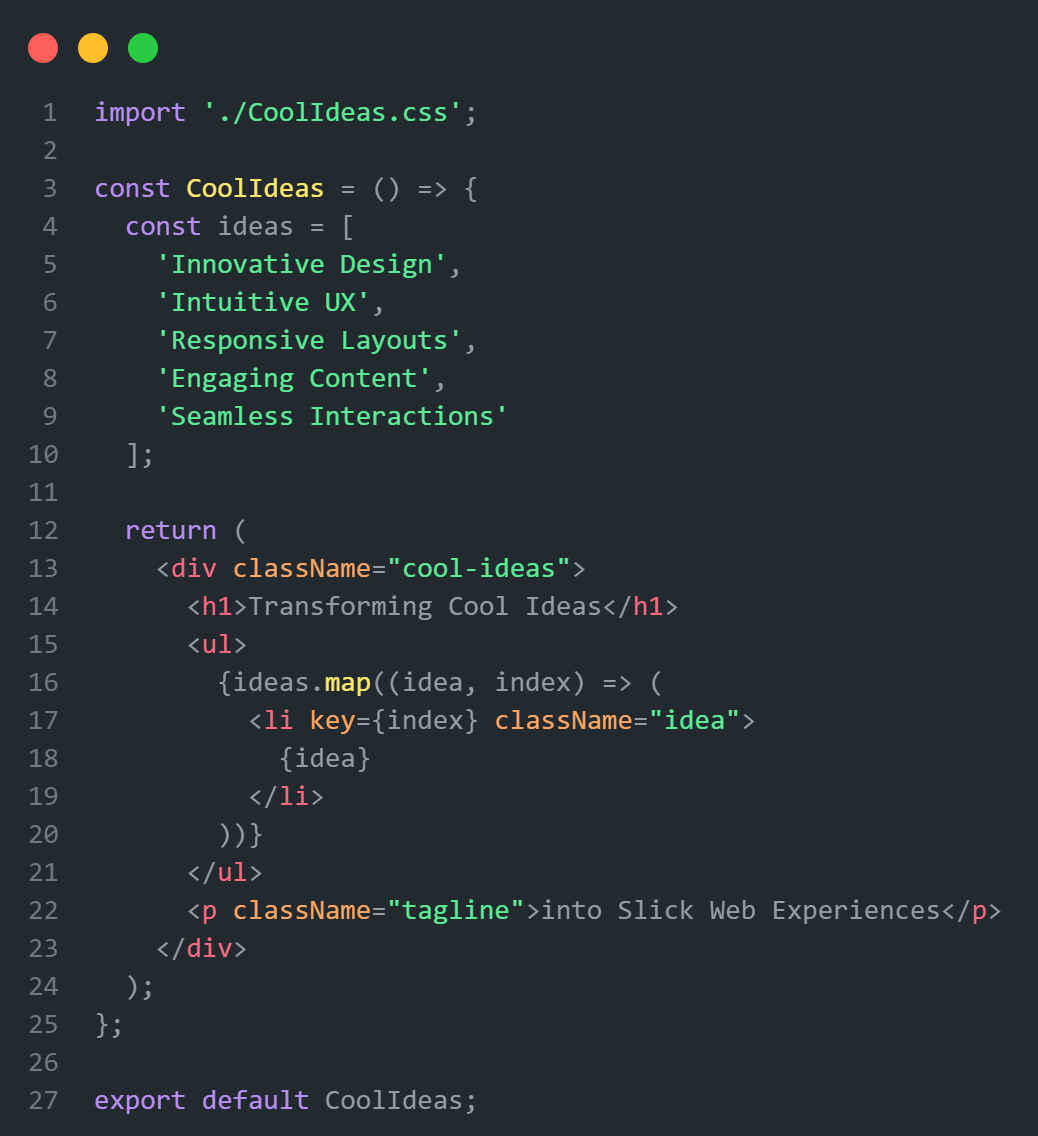 1 import './CoolIdeas.css';
2
3 const CoolIdeas = () => {
4   const ideas = [
5     'Innovative Design',
6     'Intuitive UX',
7     'Responsive Layouts',
8     'Engaging Content',
9     'Seamless Interactions'
10   ];
11
12   return (
13     <div className="cool-ideas">
14       <h1>Transforming Cool Ideas</h1>
15       <ul>
16         {ideas.map((idea, index) => (
17           <li key={index} className="idea">
18             {idea}
19           </li>
20         ))}
21       </ul>
22       <p className="tagline">into Slick Web Experiences</p>
23     </div>
24   );
25 };
26
27 export default CoolIdeas;